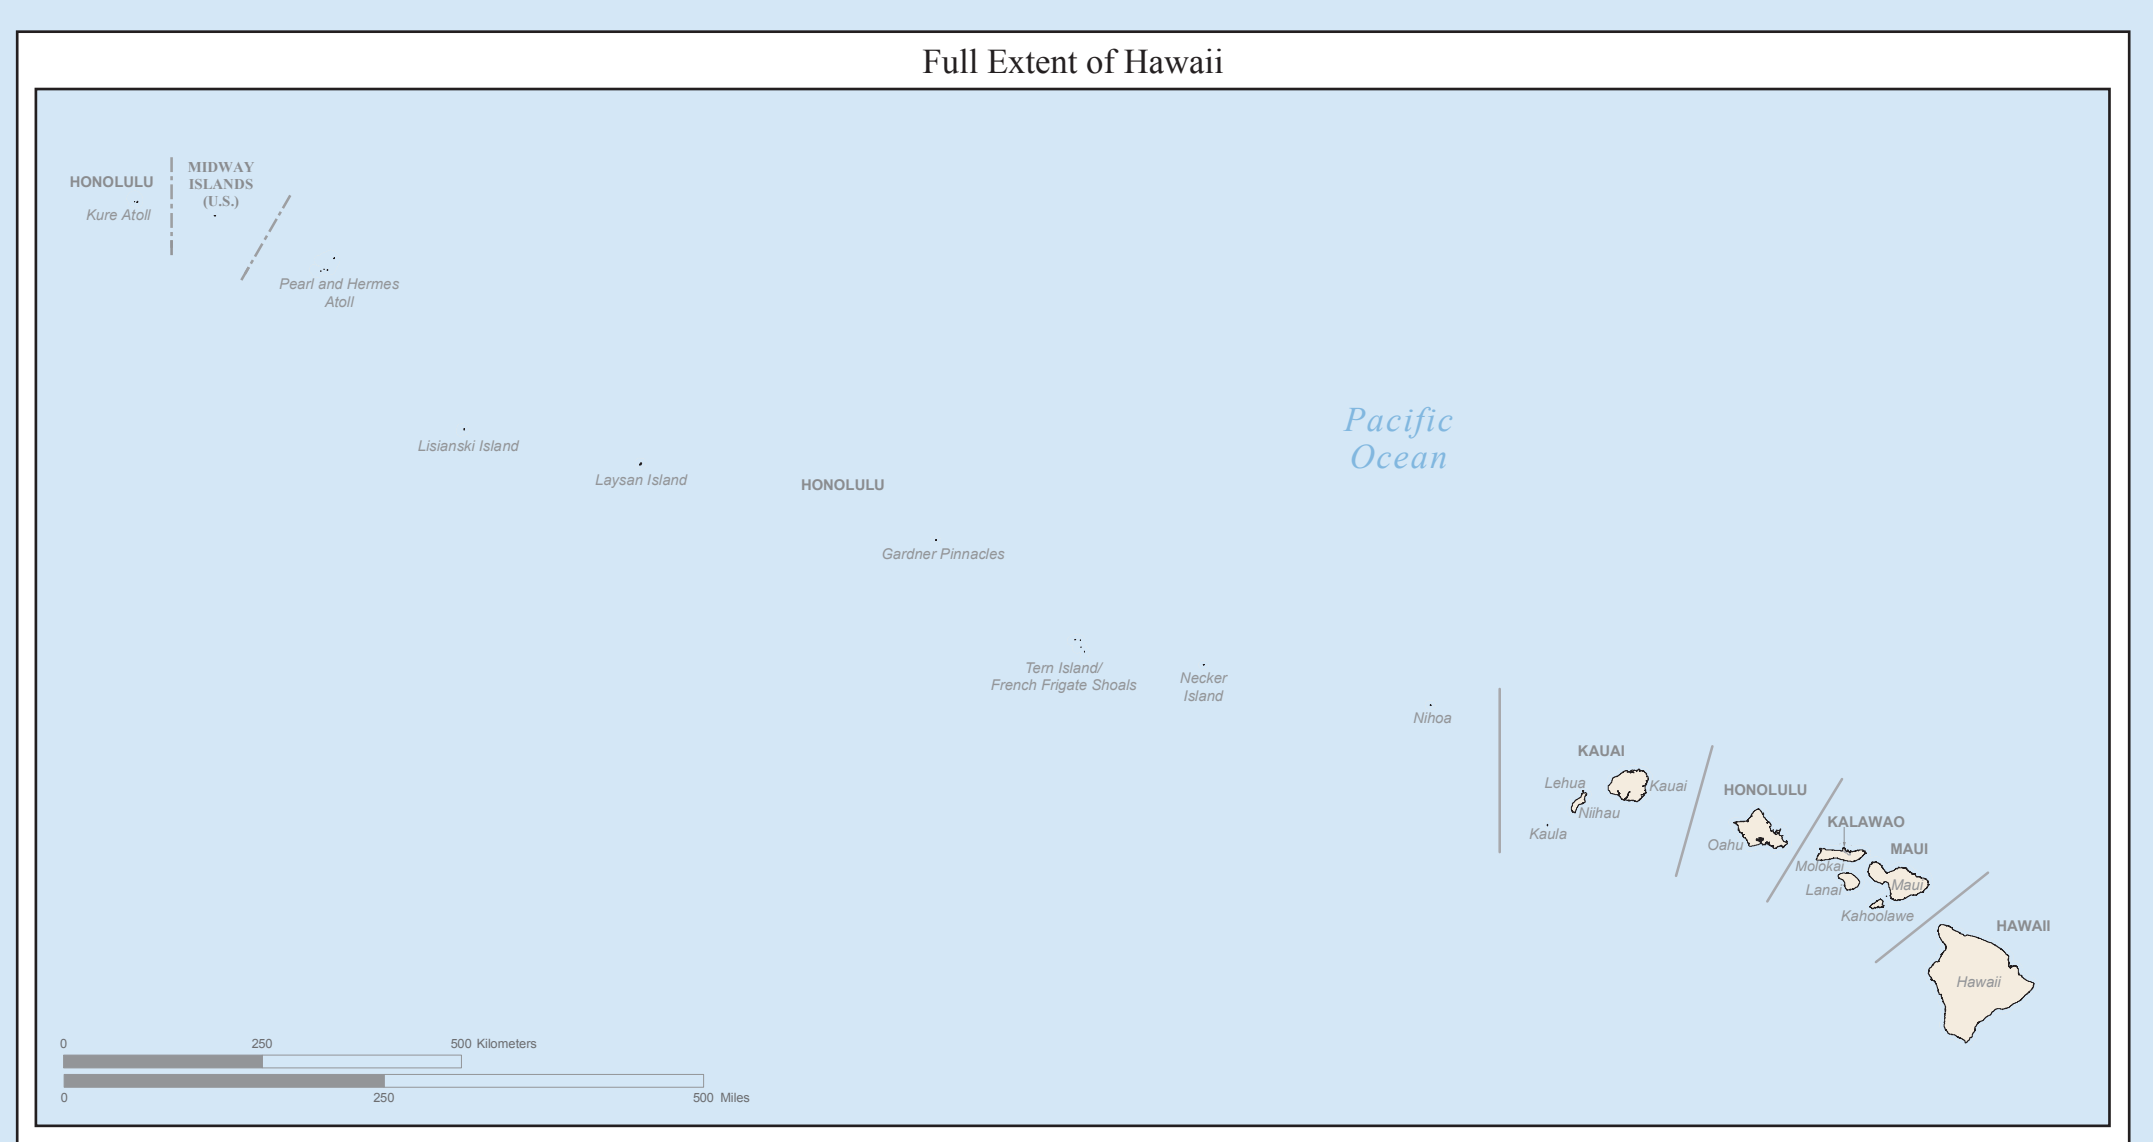 Full Extent of Hawaii
HONOLULU
Kure Atoll
MIDWAY
ISLANDS
(U.S.)
Pearl and Hermes
Atoll
Lisianski Island
Laysan Island
HONOLULU
Gardner Pinnacles
Pacific
Ocean
Tern Island/
French Frigate Shoals
Necker
Island
Nihoa
KAUAI
Lehua
Kauai
Niihau
Kaula
HONOLULU
Oahu
KALAWAO
MAUI
Molokai
Lanai
Maui
Kahoolawe
HAWAII
Hawaii
0 250 500 Kilometers
0 250 500 Miles